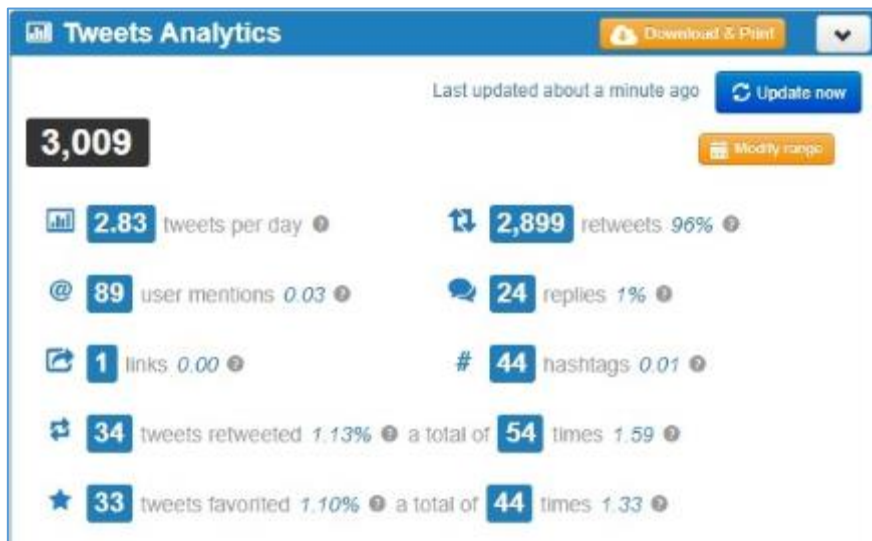 Tweets Analytics Download & Print
Last updated about a minute ago Update now
3,009
Modify range
2.83 tweets per day 2,899 retweets 96%
@ 89 user mentions 0.03 24 replies 1%
1 links 0.00 # 44 hashtags 0.01
34 tweets retweeted 1.13% a total of 54 times 1.59
33 tweets favorited 1.10% a total of 44 times 1.33